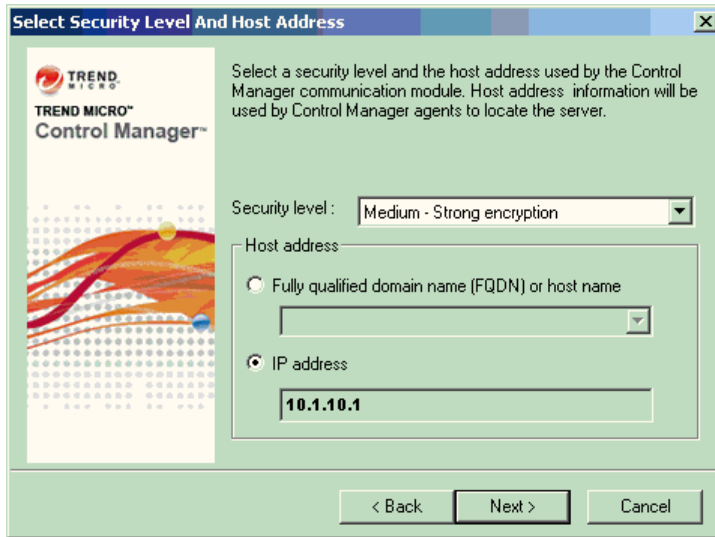 Select Security Level And Host Address
TREND
MICRO
TREND MICRO™
Control Manager™
Select a security level and the host address used by the Control
Manager communication module. Host address  information will be
used by Control Manager agents to locate the server.
Security level :
Medium - Strong encryption
Host address
Fully qualified domain name (FQDN) or host name
IP address
10.1.10.1
< Back
Next >
Cancel